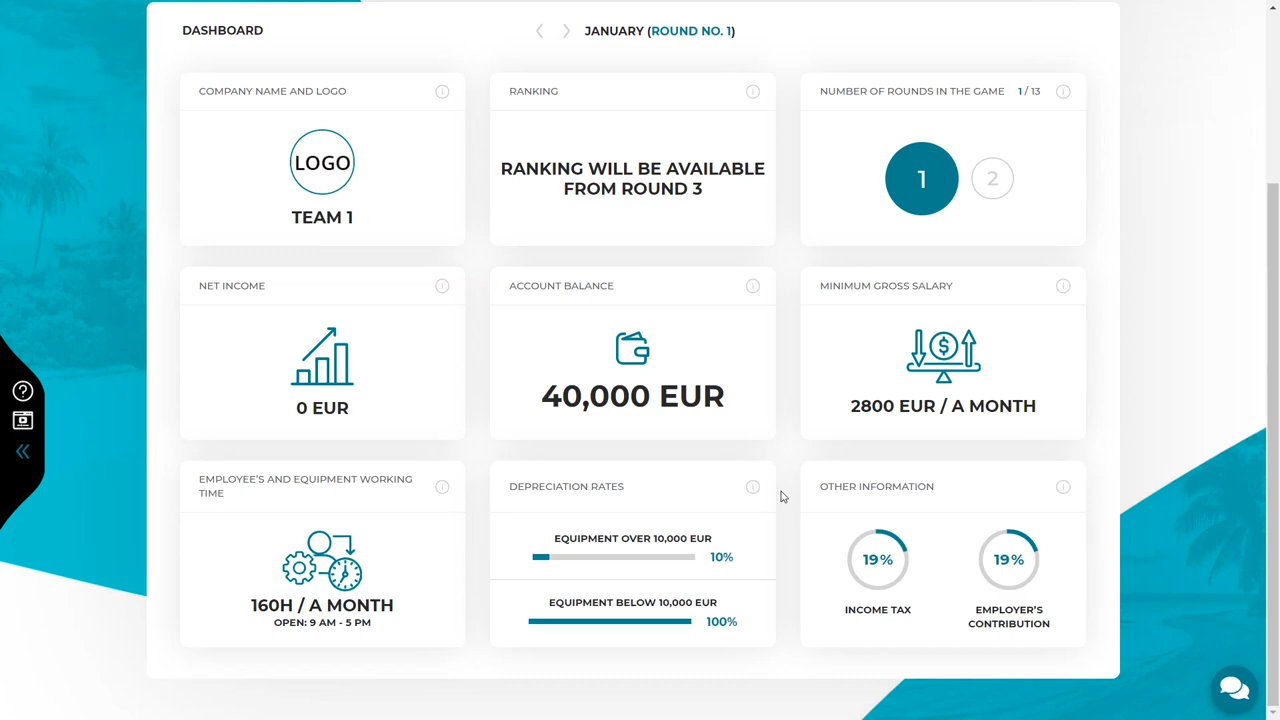 DASHBOARD
JANUARY (ROUND NO. 1)
COMPANY NAME AND LOGO
LOGO
TEAM 1
RANKING
RANKING WILL BE AVAILABLE
FROM ROUND 3
NUMBER OF ROUNDS IN THE GAME 1 / 13
1
2
NET INCOME
0 EUR
ACCOUNT BALANCE
40,000 EUR
MINIMUM GROSS SALARY
2800 EUR / A MONTH
EMPLOYEE'S AND EQUIPMENT WORKING
TIME
160H / A MONTH
OPEN: 9 AM - 5 PM
DEPRECIATION RATES
EQUIPMENT OVER 10,000 EUR
10%
EQUIPMENT BELOW 10,000 EUR
100%
OTHER INFORMATION
19%
INCOME TAX
19%
EMPLOYER'S
CONTRIBUTION